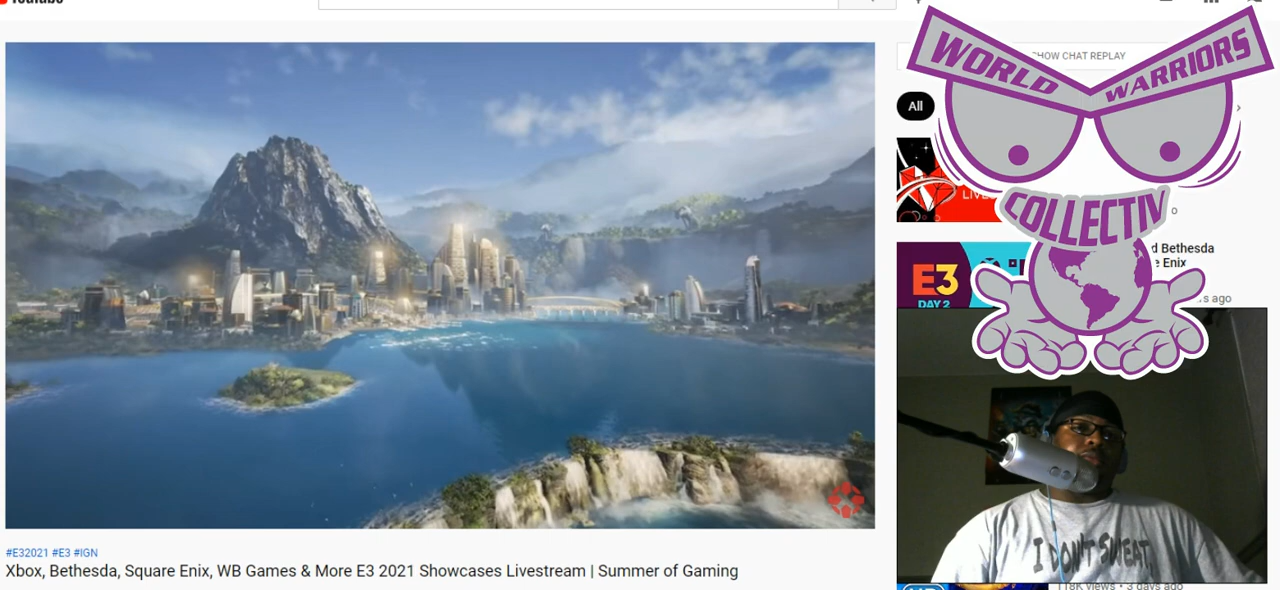 YouTube
SHOW CHAT REPLAY
WORLD WARRIORS
All
LIVE
COLLECTIV
d Bethesda
e Enix
E3
DAY 2
rs ago
I DON'T SWEAT,
#E32021 #E3 #IGN
Xbox, Bethesda, Square Enix, WB Games & More E3 2021 Showcases Livestream | Summer of Gaming
118K views • 3 days ago